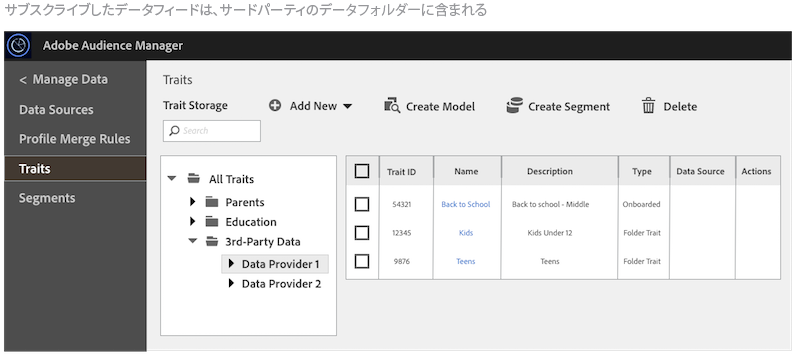 サブスクライブしたデータフィードは、サードパーティのデータフォルダーに含まれる
Adobe Audience Manager
< Manage Data
Data Sources
Profile Merge Rules
Traits
Segments
Traits
Trait Storage
Add New
Create Model
Create Segment
Delete
Search
All Traits
Parents
Education
3rd-Party Data
Data Provider 1
Data Provider 2
Trait ID Name Description Type Data Source Actions
54321 Back to School Back to school - Middle Onboarded
12345 Kids Kids Under 12 Folder Trait
9876 Teens Teens Folder Trait